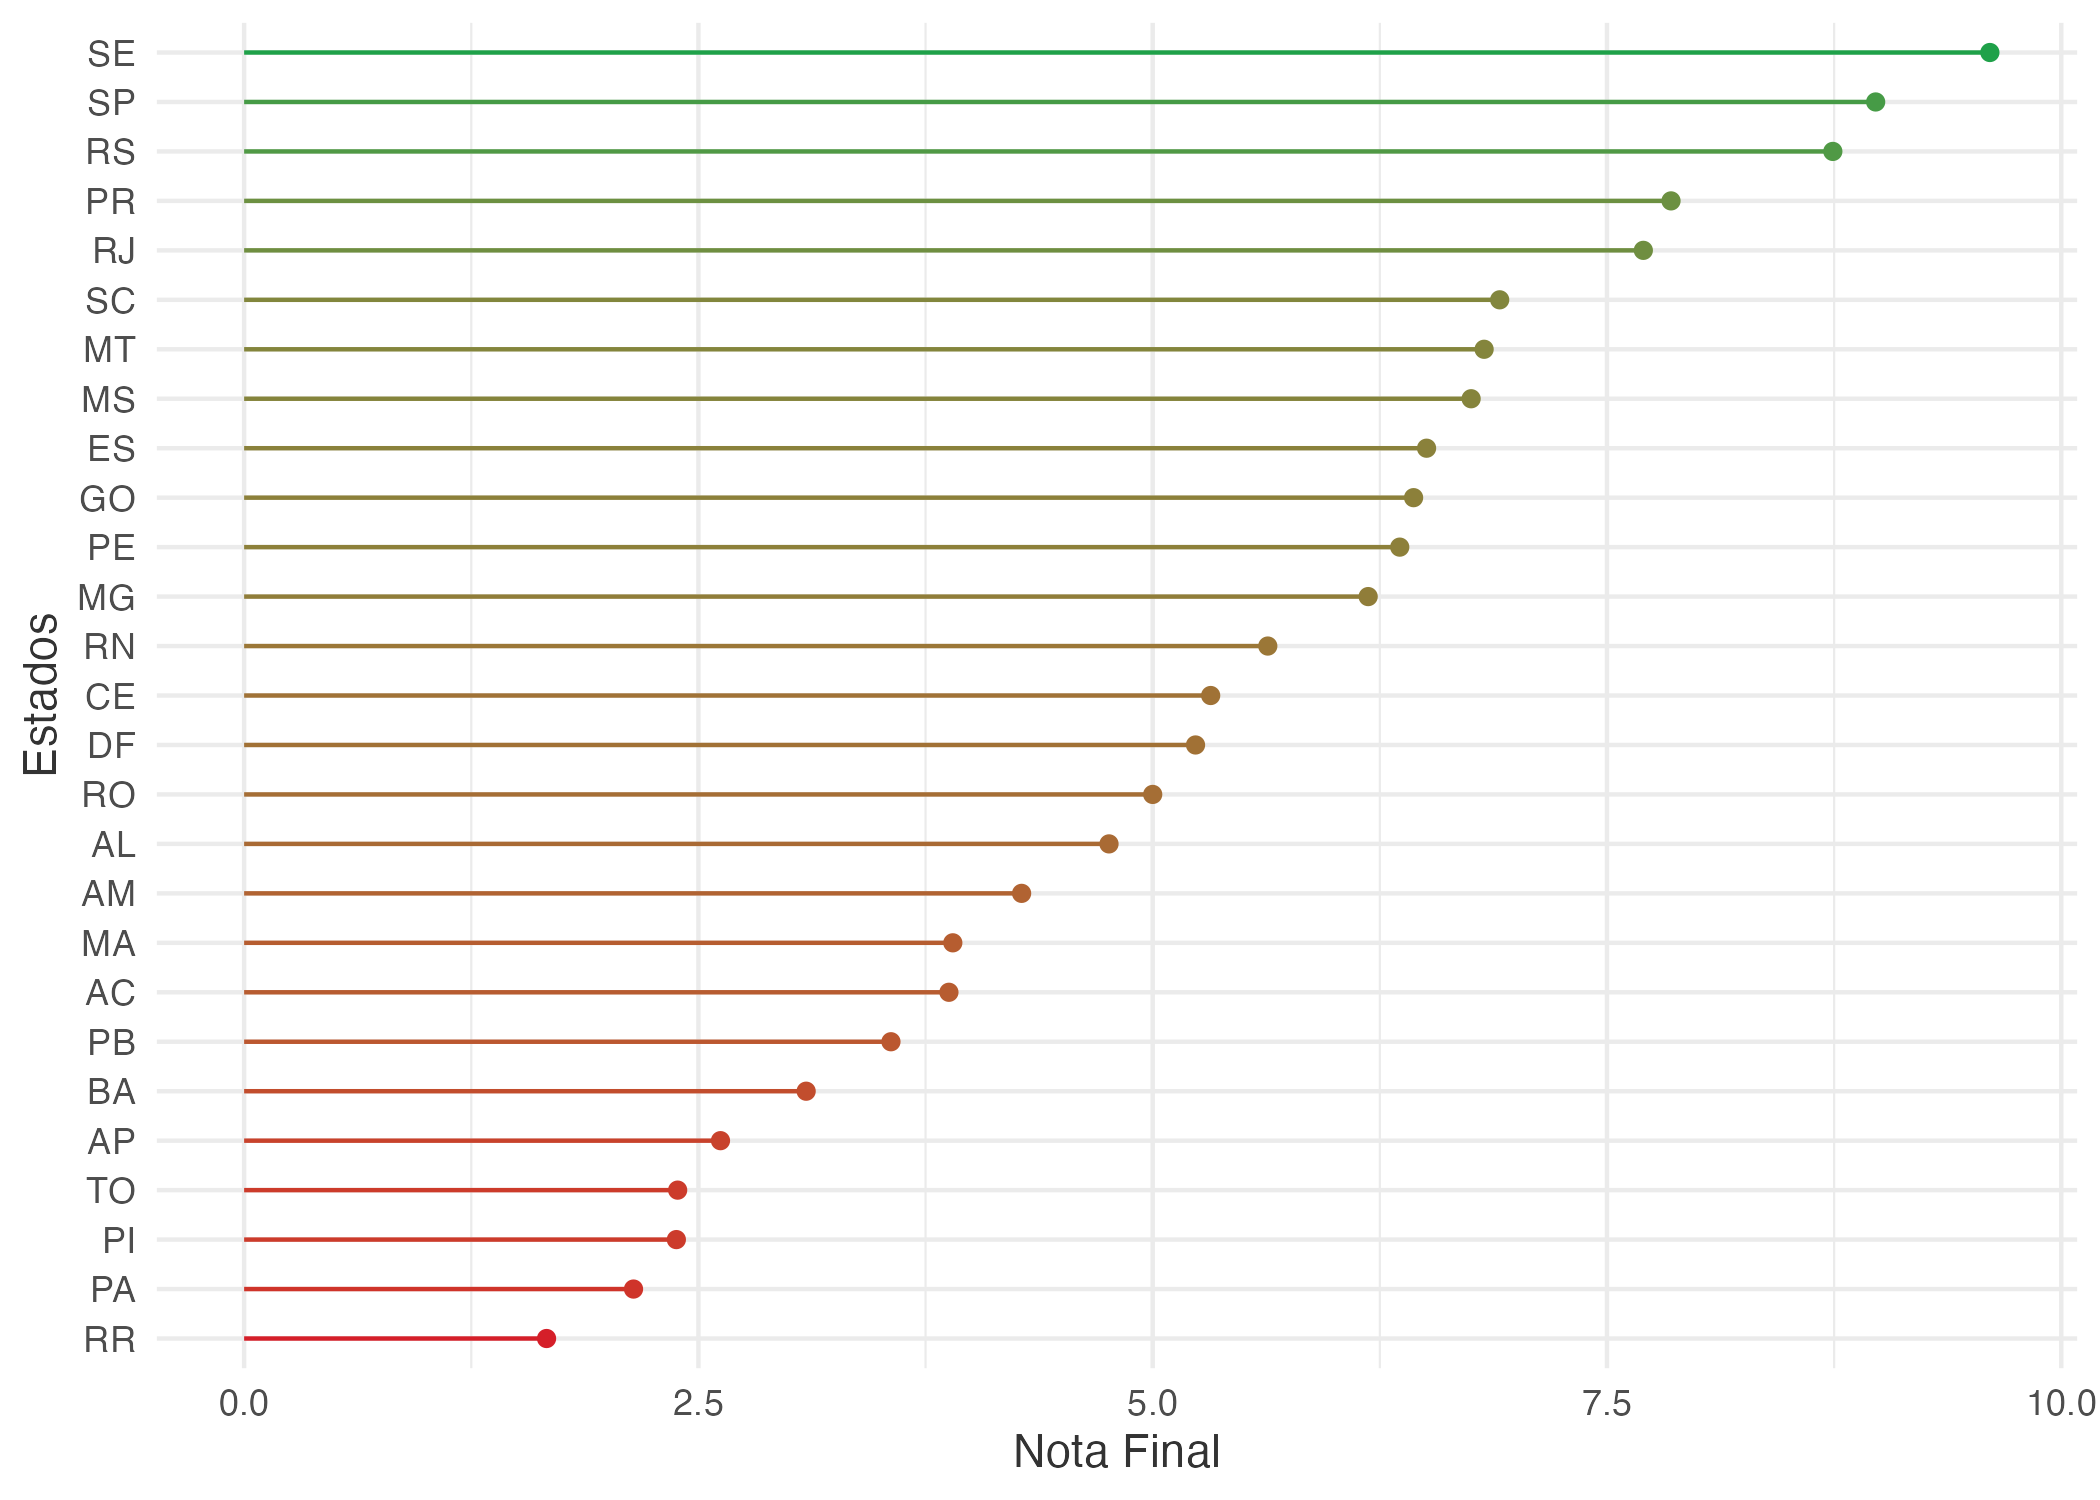 SE
SP
RS
PR
RJ
SC
MT
MS
ES
GO
PE
MG
RN
CE
DF
RO
AL
AM
MA
AC
PB
BA
AP
TO
PI
PA
RR
Estados
0.0 2.5 5.0 7.5 10.0
Nota Final